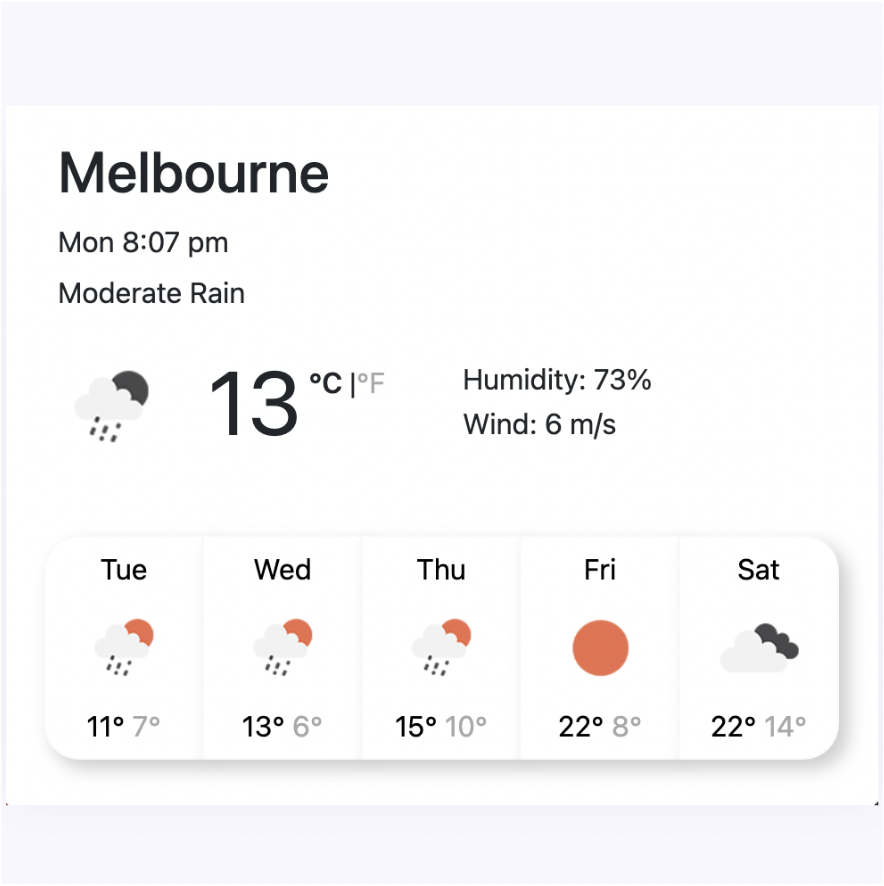 Melbourne
Mon 8:07 pm
Moderate Rain
13 °C |°F
Humidity: 73%
Wind: 6 m/s
Tue Wed Thu Fri Sat
11° 7° 13° 6° 15° 10° 22° 8° 22° 14°